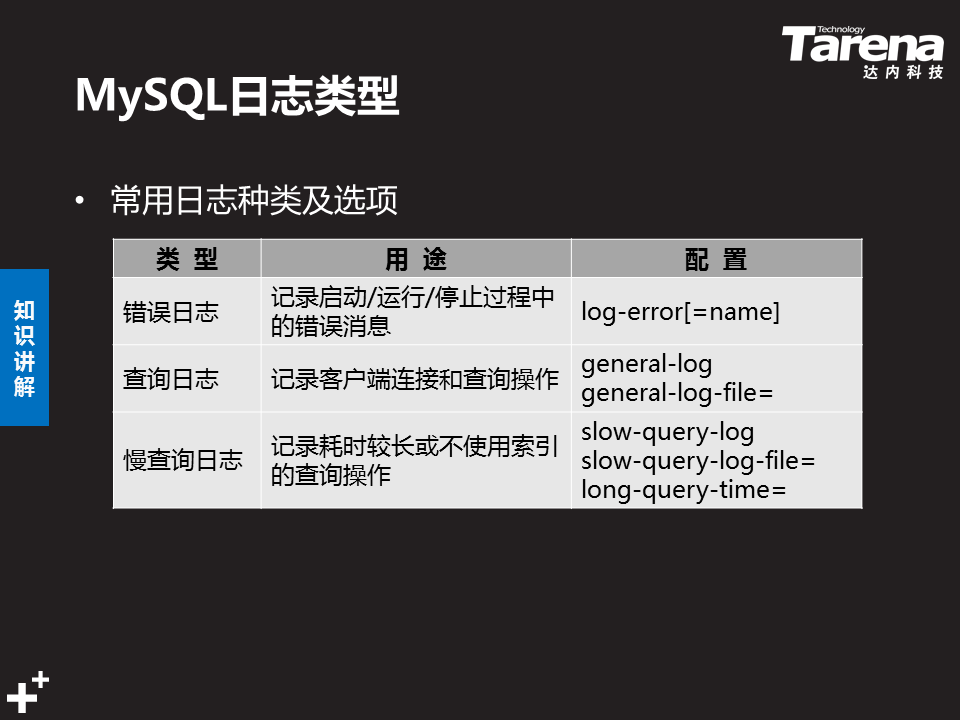 Technology
Tarena
达内科技
MySQL日志类型
• 常用日志种类及选项
类 型 用 途 配 置
错误日志
记录启动/运行/停止过程中
的错误消息
log-error[=name]
查询日志
记录客户端连接和查询操作
general-log
general-log-file=
慢查询日志
记录耗时较长或不使用索引
的查询操作
slow-query-log
slow-query-log-file=
long-query-time=
知
识
讲
解